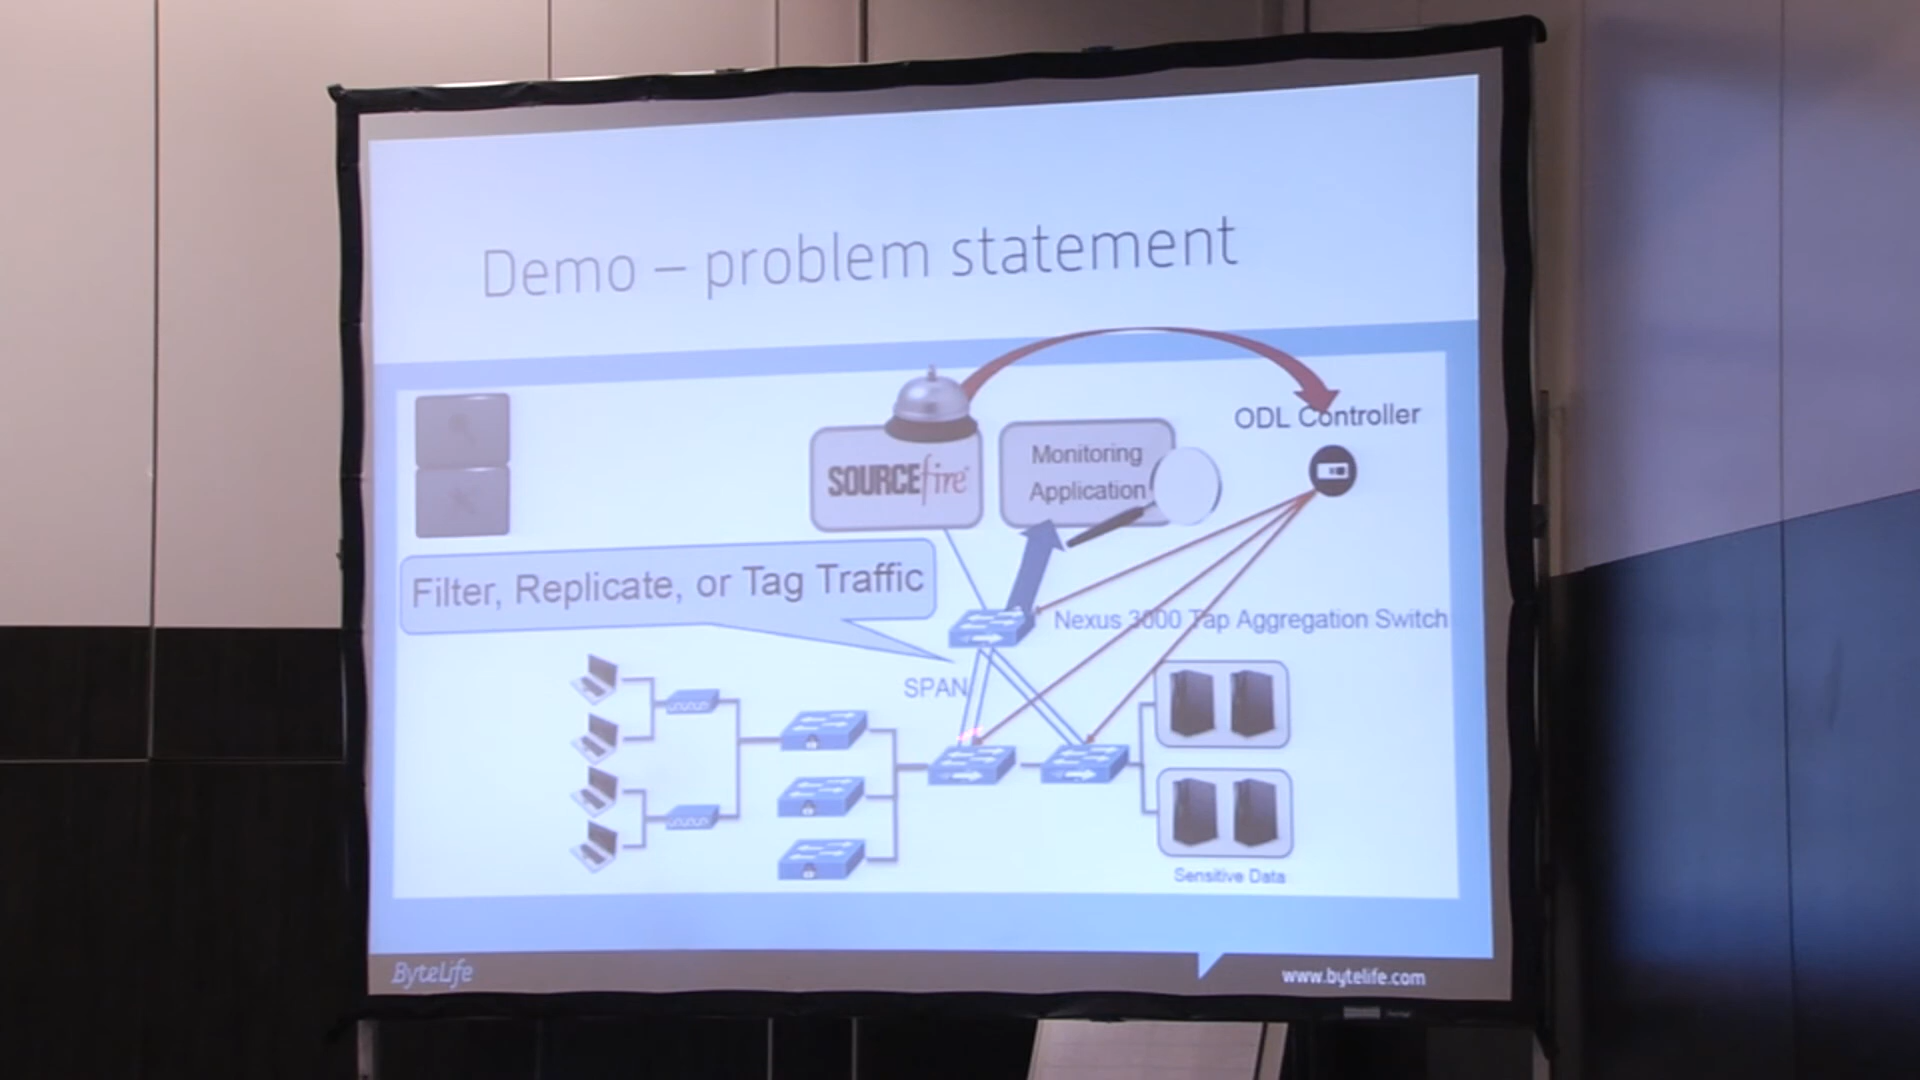 Demo – problem statement
ODL Controller
SOURCEfire
Monitoring
Application
Filter, Replicate, or Tag Traffic
Nexus 3000 Tap Aggregation Switch
SPAN
Sensitive Data
ByteLife
www.bytelife.com